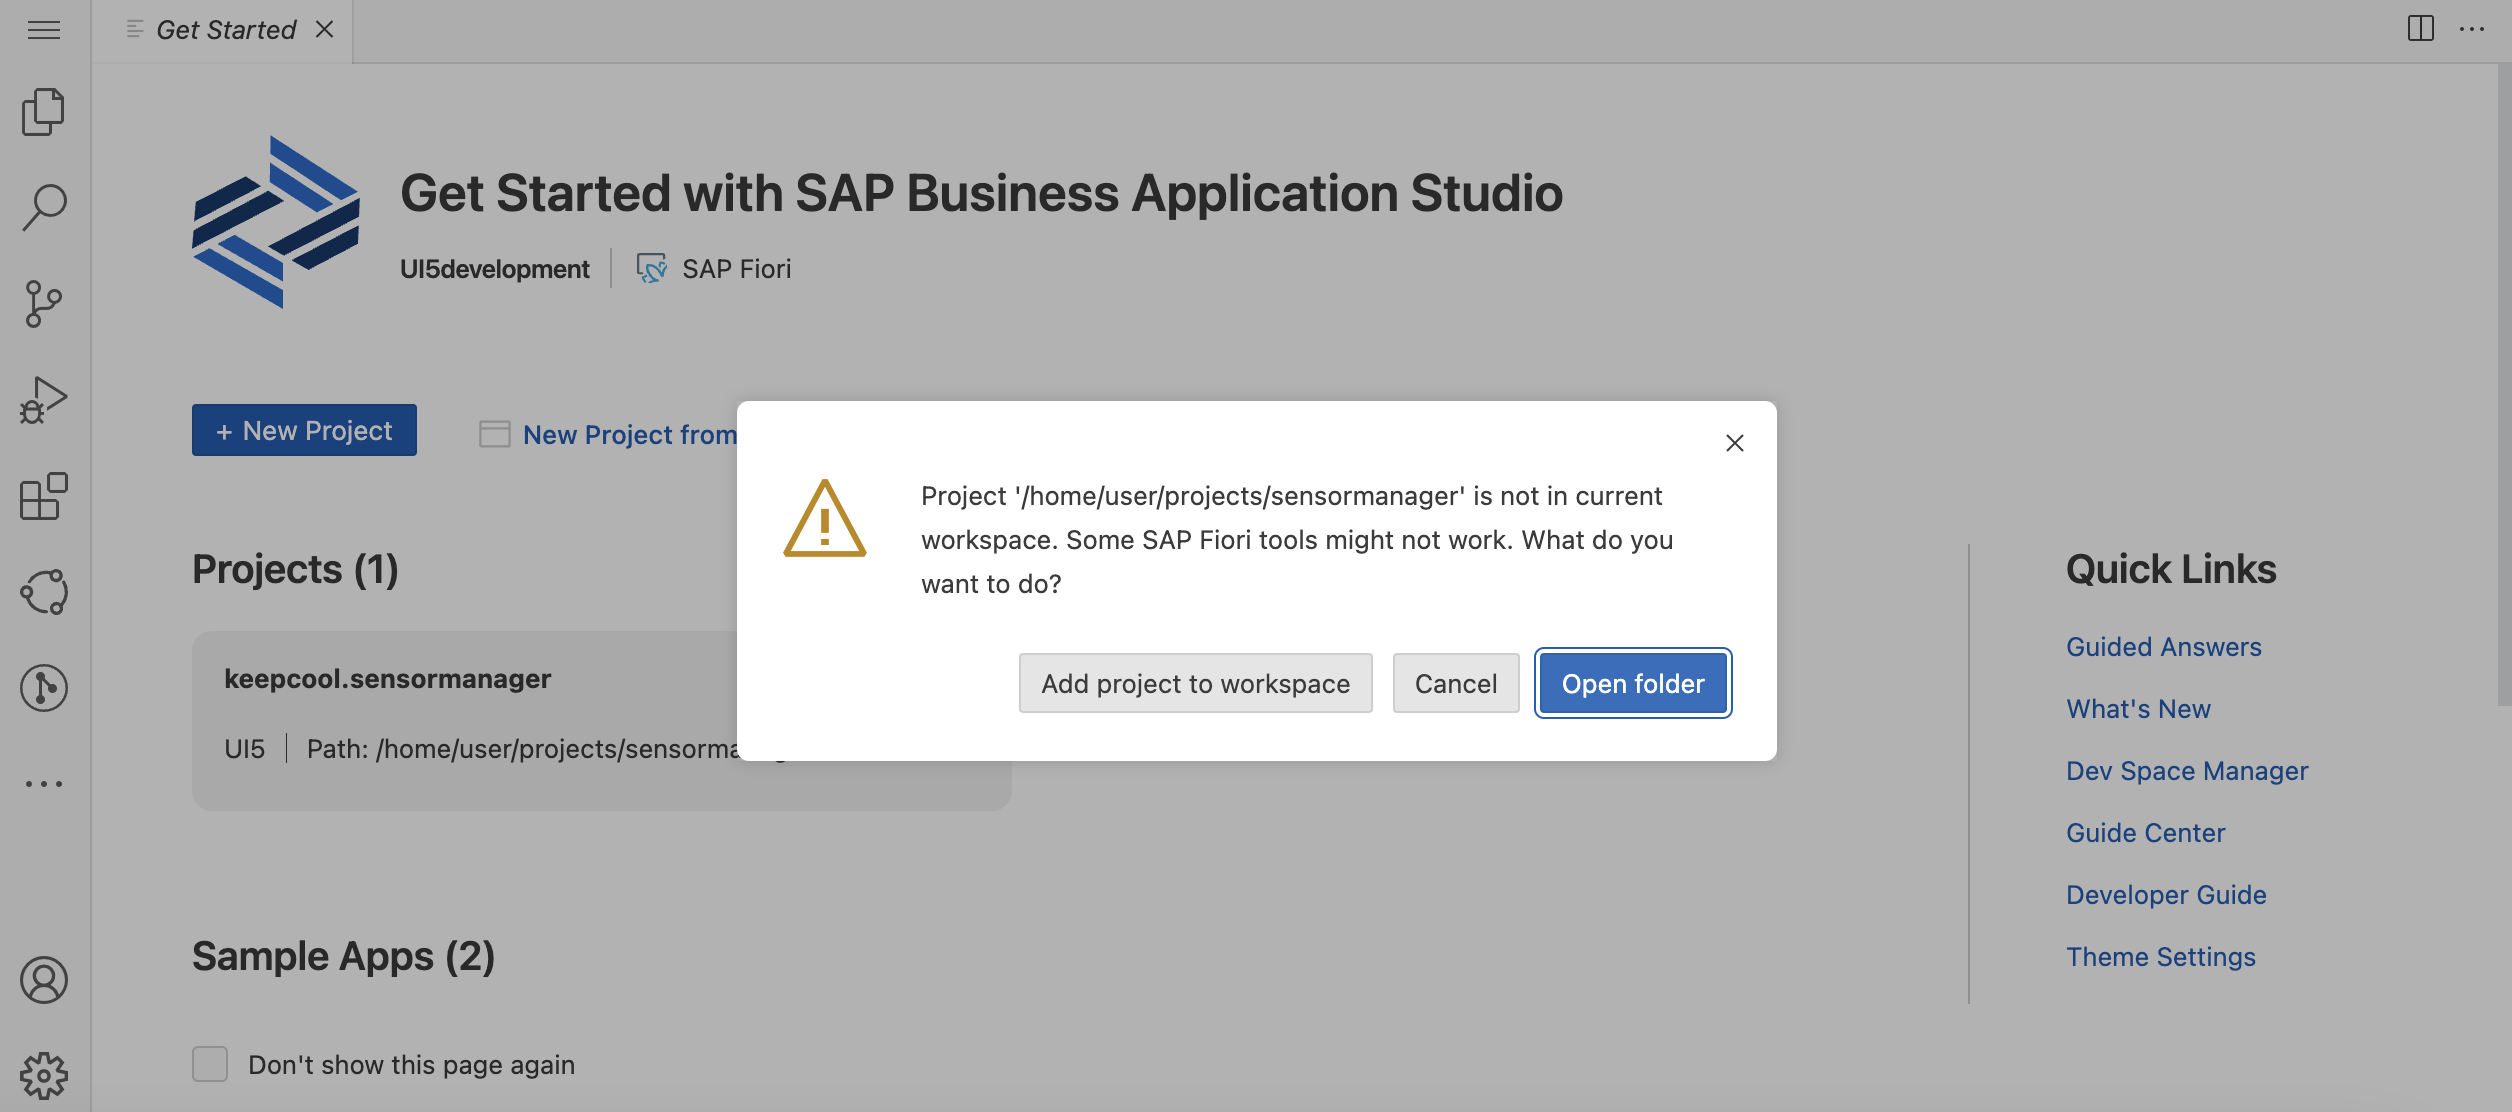 Get Started
Get Started with SAP Business Application Studio
UI5development
SAP Fiori
+ New Project
New Project from
Project '/home/user/projects/sensormanager' is not in current
workspace. Some SAP Fiori tools might not work. What do you
want to do?
Add project to workspace
Cancel
Open folder
Projects (1)
keepcool.sensormanager
UI5
Path: /home/user/projects/sensorma
Sample Apps (2)
Don't show this page again
Quick Links
Guided Answers
What's New
Dev Space Manager
Guide Center
Developer Guide
Theme Settings